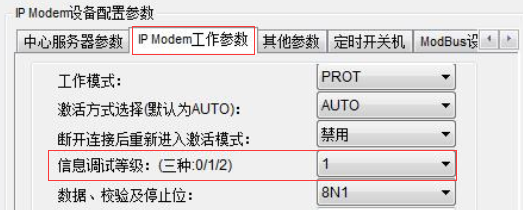 IP Modem设备配置参数
中心服务器参数 IP Modem工作参数 其他参数 定时开关机 ModBus设
工作模式: PROT
激活方式选择(默认为AUTO): AUTO
断开连接后重新进入激活模式: 禁用
信息调试等级: (三种:0/1/2) 1
数据、校验及停止位: 8N1